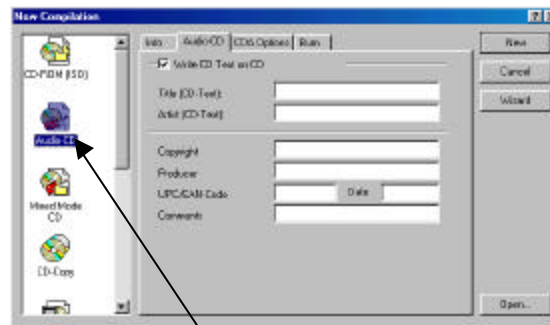 New Compilation
Info
Audio-CD
CDA Options
Burn
New
Cancel
Wizard
CD-ROM (ISO)
Audio-CD
Mixed Mode
CD
CD-Copy
Write CD Text on CD
Title (CD-Text):
Artist (CD-Text):
Copyright
Producer
UPC/EAN-Code
Date
Comments
Open...